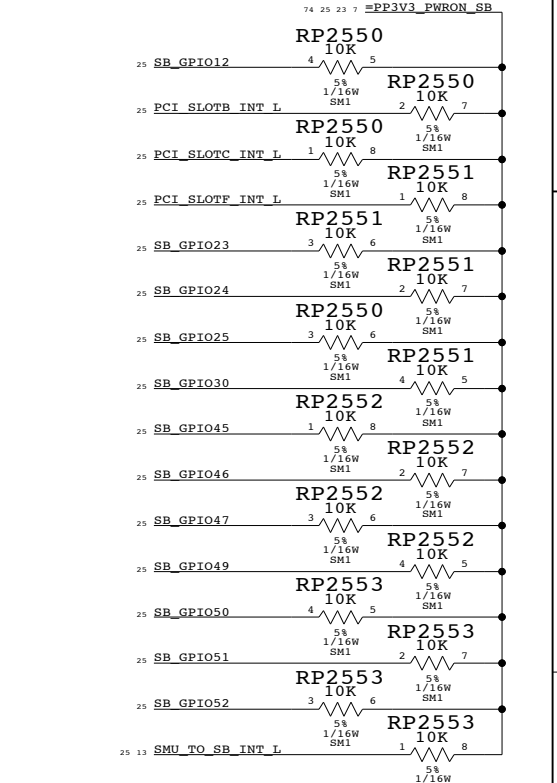 74 25 23 7 =PP3V3_PWRON_SB
RP2550
10K
25 SB_GPIO12 4 5
5%
1/16W
SM1
RP2550
10K
25 PCI_SLOTB_INT_L 2 7
5%
1/16W
SM1
RP2550
10K
25 PCI_SLOTC_INT_L 1 8
5%
1/16W
SM1
RP2551
10K
25 PCI_SLOTF_INT_L 1 8
5%
1/16W
SM1
RP2551
10K
25 SB_GPIO23 3 6
5%
1/16W
SM1
RP2551
10K
25 SB_GPIO24 2 7
5%
1/16W
SM1
RP2550
10K
25 SB_GPIO25 3 6
5%
1/16W
SM1
RP2551
10K
25 SB_GPIO30 4 5
5%
1/16W
SM1
RP2552
10K
25 SB_GPIO45 1 8
5%
1/16W
SM1
RP2552
10K
25 SB_GPIO46 2 7
5%
1/16W
SM1
RP2552
10K
25 SB_GPIO47 3 6
5%
1/16W
SM1
RP2552
10K
25 SB_GPIO49 4 5
5%
1/16W
SM1
RP2553
10K
25 SB_GPIO50 4 5
5%
1/16W
SM1
RP2553
10K
25 SB_GPIO51 2 7
5%
1/16W
SM1
RP2553
10K
25 SB_GPIO52 3 6
5%
1/16W
SM1
RP2553
10K
25 13 SMU_TO_SB_INT_L 1 8
5%
1/16W